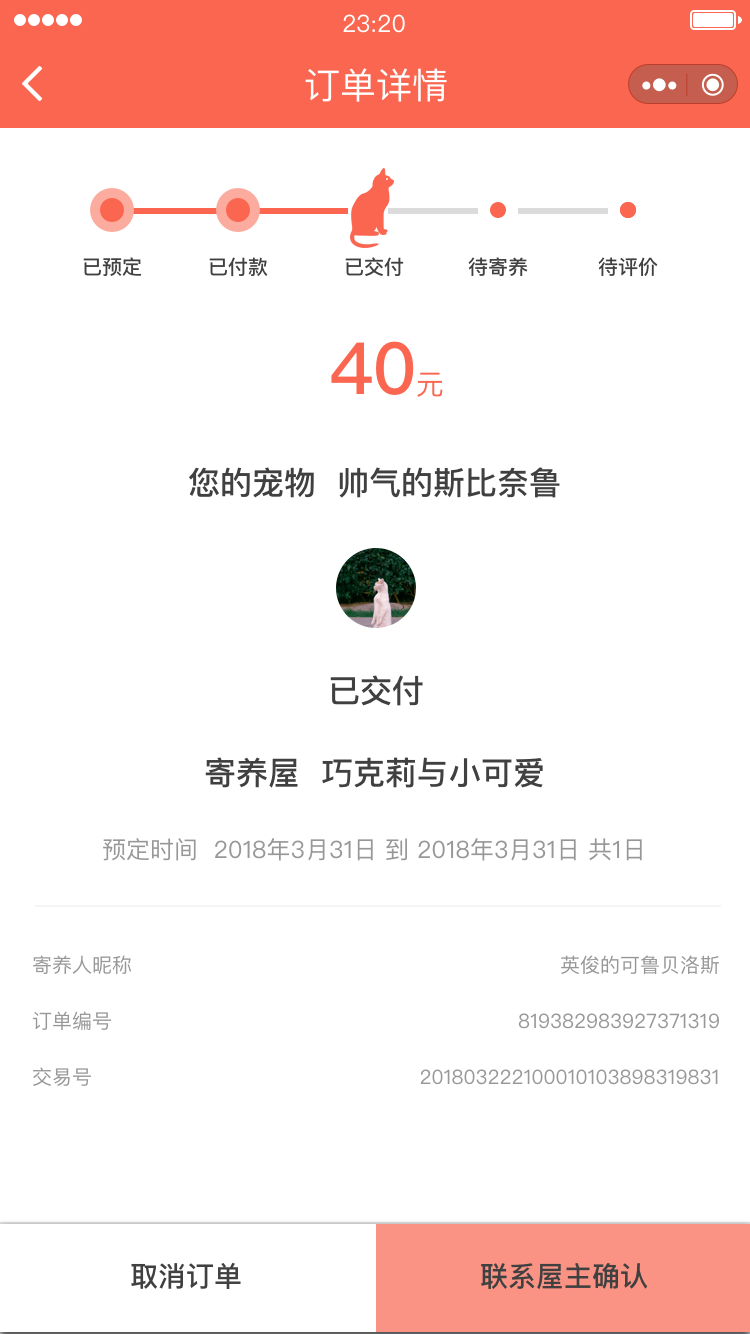 23:20
订单详情
已预定 已付款 已交付 待寄养 待评价
40元
您的宠物 帅气的斯比奈鲁
已交付
寄养屋 巧克莉与小可爱
预定时间 2018年3月31日 到 2018年3月31日 共1日
寄养人昵称 英俊的可鲁贝洛斯
订单编号 819382983927371319
交易号 2018032221000101038983​19831
取消订单 联系屋主确认